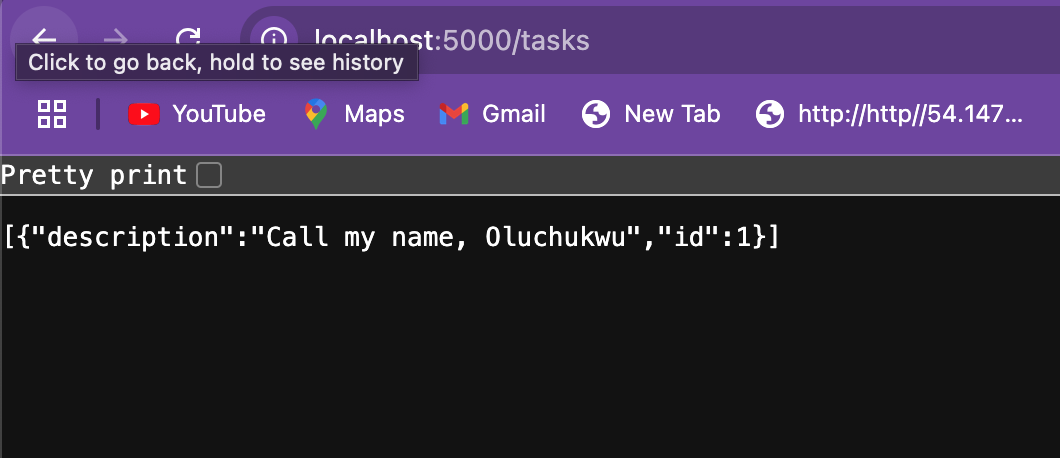 localhost:5000/tasks
Click to go back, hold to see history
YouTube Maps Gmail New Tab http://http//54.147...
Pretty print
[{"description":"Call my name, Oluchukwu","id":1}]